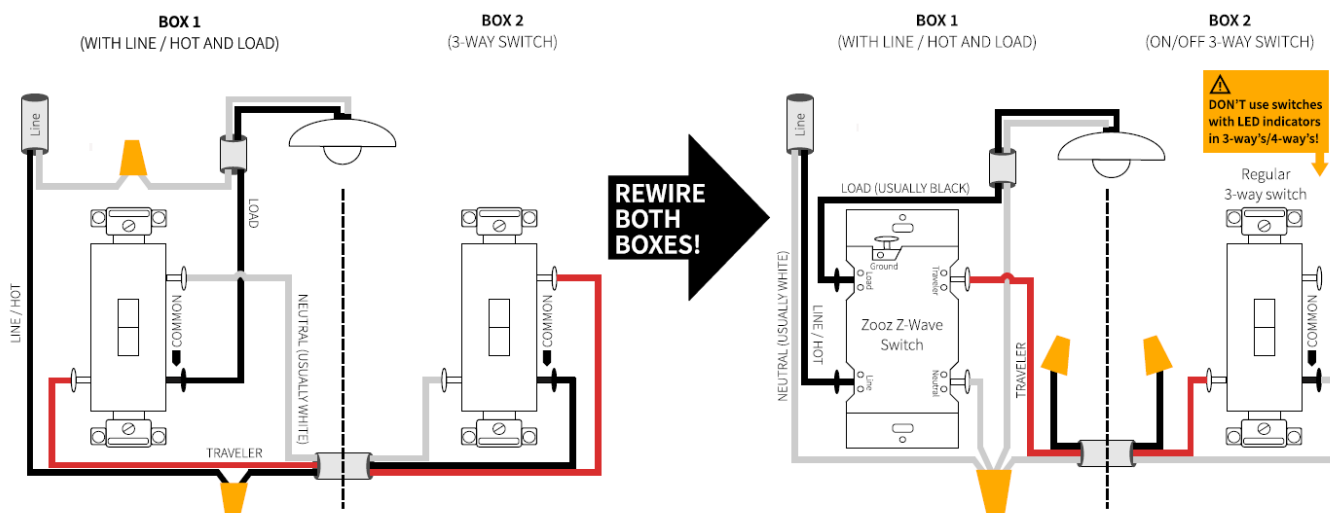 BOX 1
(WITH LINE / HOT AND LOAD)
BOX 2
(3-WAY SWITCH)
Line
LOAD
LINE / HOT
COMMON
NEUTRAL (USUALLY WHITE)
COMMON
TRAVELER
REWIRE
BOTH
BOXES!
BOX 1
(WITH LINE / HOT AND LOAD)
BOX 2
(ON/OFF 3-WAY SWITCH)
DON'T use switches
with LED indicators
in 3-way's/4-way's!
Regular
3-way switch
Line
LOAD (USUALLY BLACK)
Ground
Load
Traveler
Zooz Z-Wave
Switch
Line
Neutral
NEUTRAL (USUALLY WHITE)
LINE / HOT
TRAVELER
COMMON